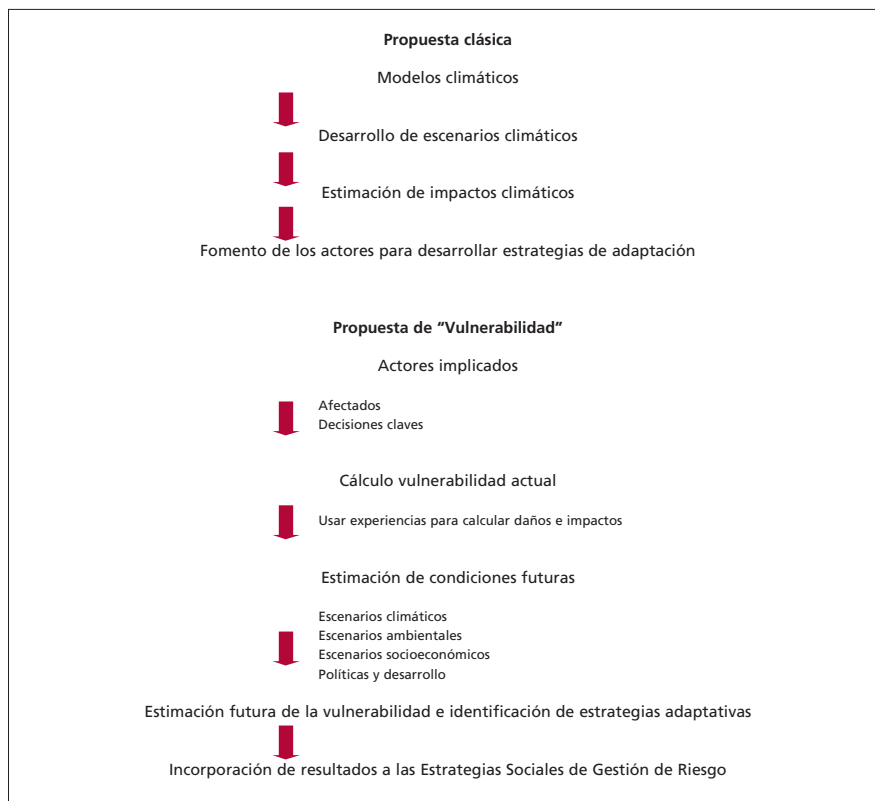 Propuesta clásica
Modelos climáticos
Desarrollo de escenarios climáticos
Estimación de impactos climáticos
Fomento de los actores para desarrollar estrategias de adaptación
Propuesta de “Vulnerabilidad”
Actores implicados
Afectados
Decisiones claves
Cálculo vulnerabilidad actual
Usar experiencias para calcular daños e impactos
Estimación de condiciones futuras
Escenarios climáticos
Escenarios ambientales
Escenarios socioeconómicos
Políticas y desarrollo
Estimación futura de la vulnerabilidad e identificación de estrategias adaptativas
Incorporación de resultados a las Estrategias Sociales de Gestión de Riesgo